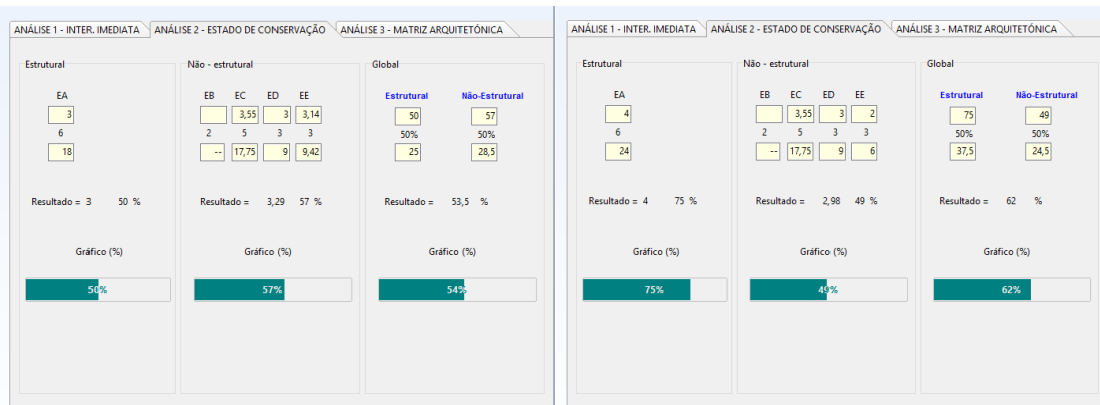 ANÁLISE 1 - INTER. IMEDIATA ANÁLISE 2 - ESTADO DE CONSERVAÇÃO ANÁLISE 3 - MATRIZ ARQUITETÓNICA
Estrutural Não - estrutural Global
EA EB EC ED EE Estrutural Não-Estrutural
3 3,55 3 3,14 50 57
6 2 5 3 3 50% 50%
18 -- 17,75 9 9,42 25 28,5
Resultado = 3 50 % Resultado = 3,29 57 % Resultado = 53,5 %
Gráfico (%) Gráfico (%) Gráfico (%)
50% 57% 54%
ANÁLISE 1 - INTER. IMEDIATA ANÁLISE 2 - ESTADO DE CONSERVAÇÃO ANÁLISE 3 - MATRIZ ARQUITETÓNICA
Estrutural Não - estrutural Global
EA EB EC ED EE Estrutural Não-Estrutural
4 3,55 3 2 75 49
6 2 5 3 3 50% 50%
24 -- 17,75 9 6 37,5 24,5
Resultado = 4 75 % Resultado = 2,98 49 % Resultado = 62 %
Gráfico (%) Gráfico (%) Gráfico (%)
75% 49% 62%